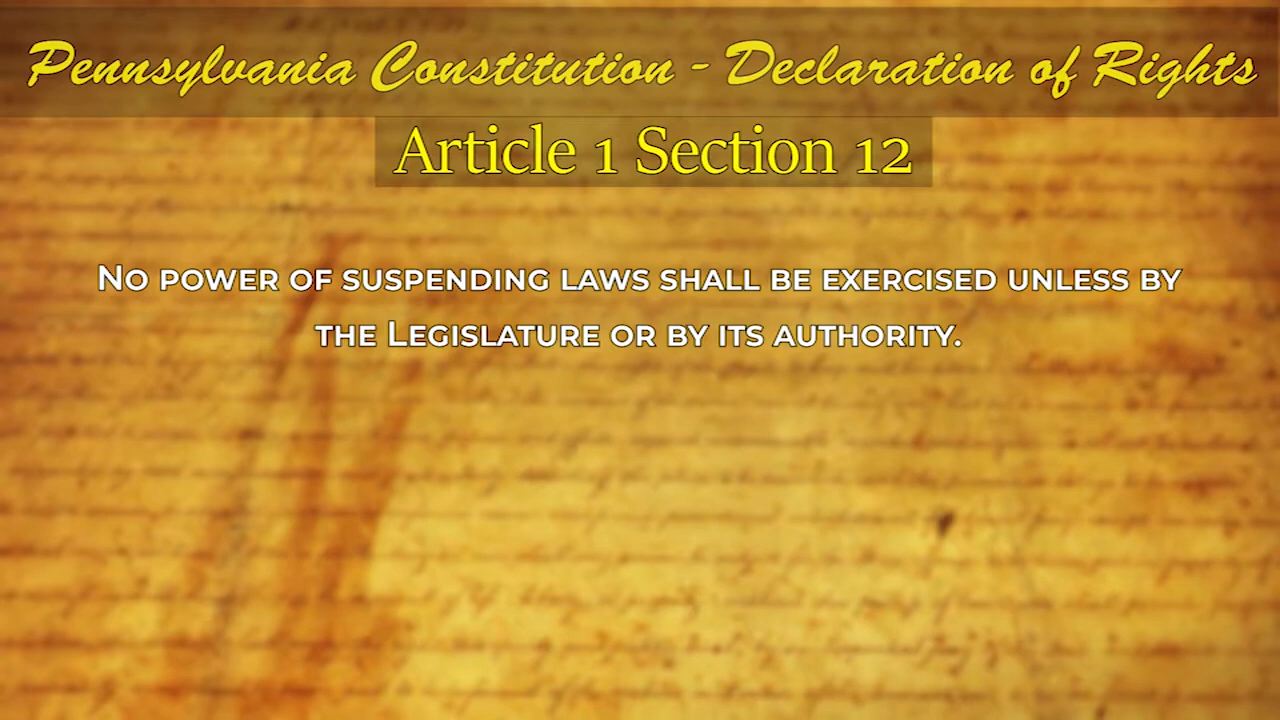 Pennsylvania Constitution - Declaration of Rights
Article 1 Section 12
No power of suspending laws shall be exercised unless by
the Legislature or by its authority.